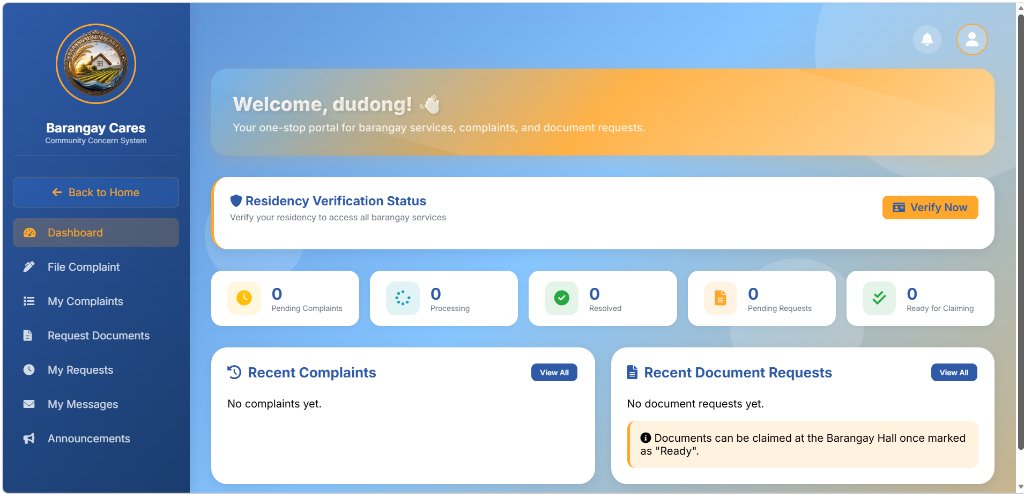 Barangay Cares
Community Concern System
Back to Home
Dashboard
File Complaint
My Complaints
Request Documents
My Requests
My Messages
Announcements
Welcome, dudong!
Your one-stop portal for barangay services, complaints, and document requests.
Residency Verification Status
Verify your residency to access all barangay services
Verify Now
0
Pending Complaints
0
Processing
0
Resolved
0
Pending Requests
0
Ready for Claiming
Recent Complaints
View All
No complaints yet.
Recent Document Requests
View All
No document requests yet.
Documents can be claimed at the Barangay Hall once marked
as "Ready".